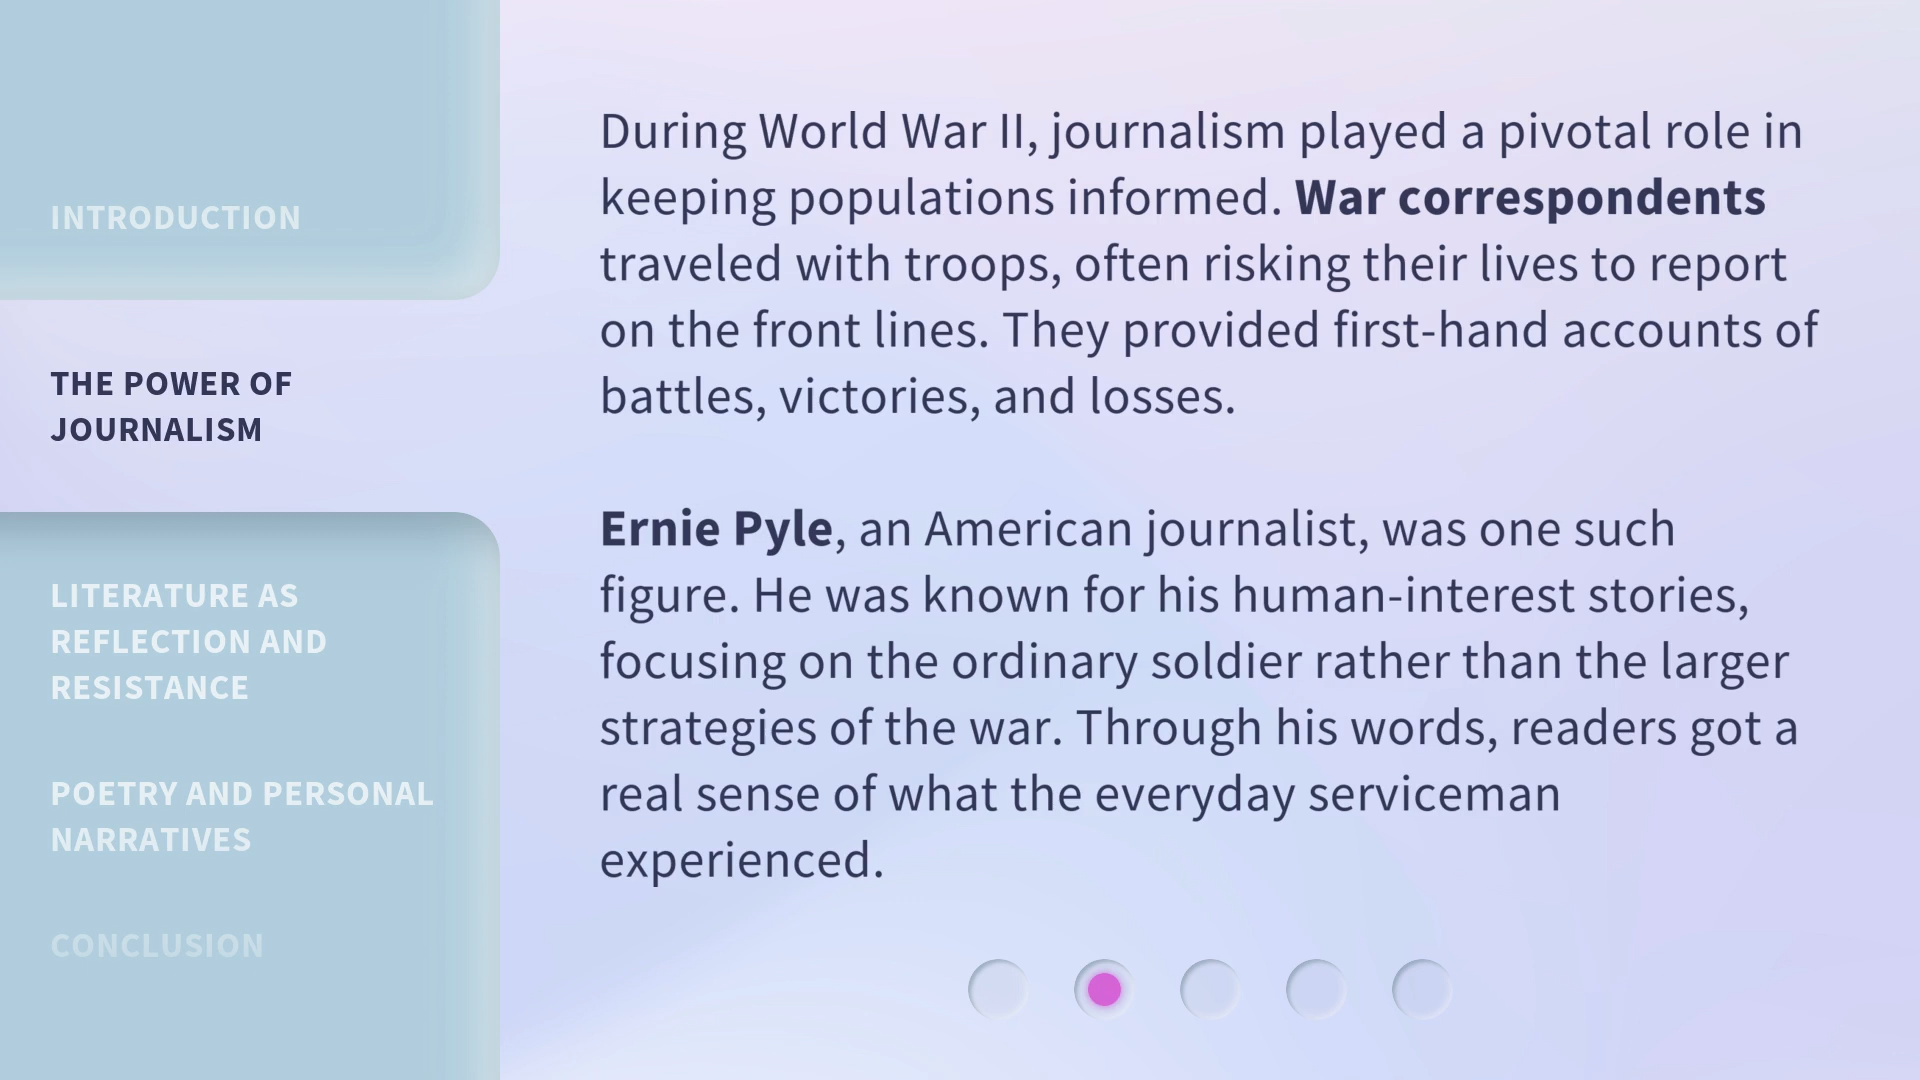 INTRODUCTION
THE POWER OF
JOURNALISM
LITERATURE AS
REFLECTION AND
RESISTANCE
POETRY AND PERSONAL
NARRATIVES
CONCLUSION
During World War II, journalism played a pivotal role in
keeping populations informed. War correspondents
traveled with troops, often risking their lives to report
on the front lines. They provided first-hand accounts of
battles, victories, and losses.
Ernie Pyle, an American journalist, was one such
figure. He was known for his human-interest stories,
focusing on the ordinary soldier rather than the larger
strategies of the war. Through his words, readers got a
real sense of what the everyday serviceman
experienced.